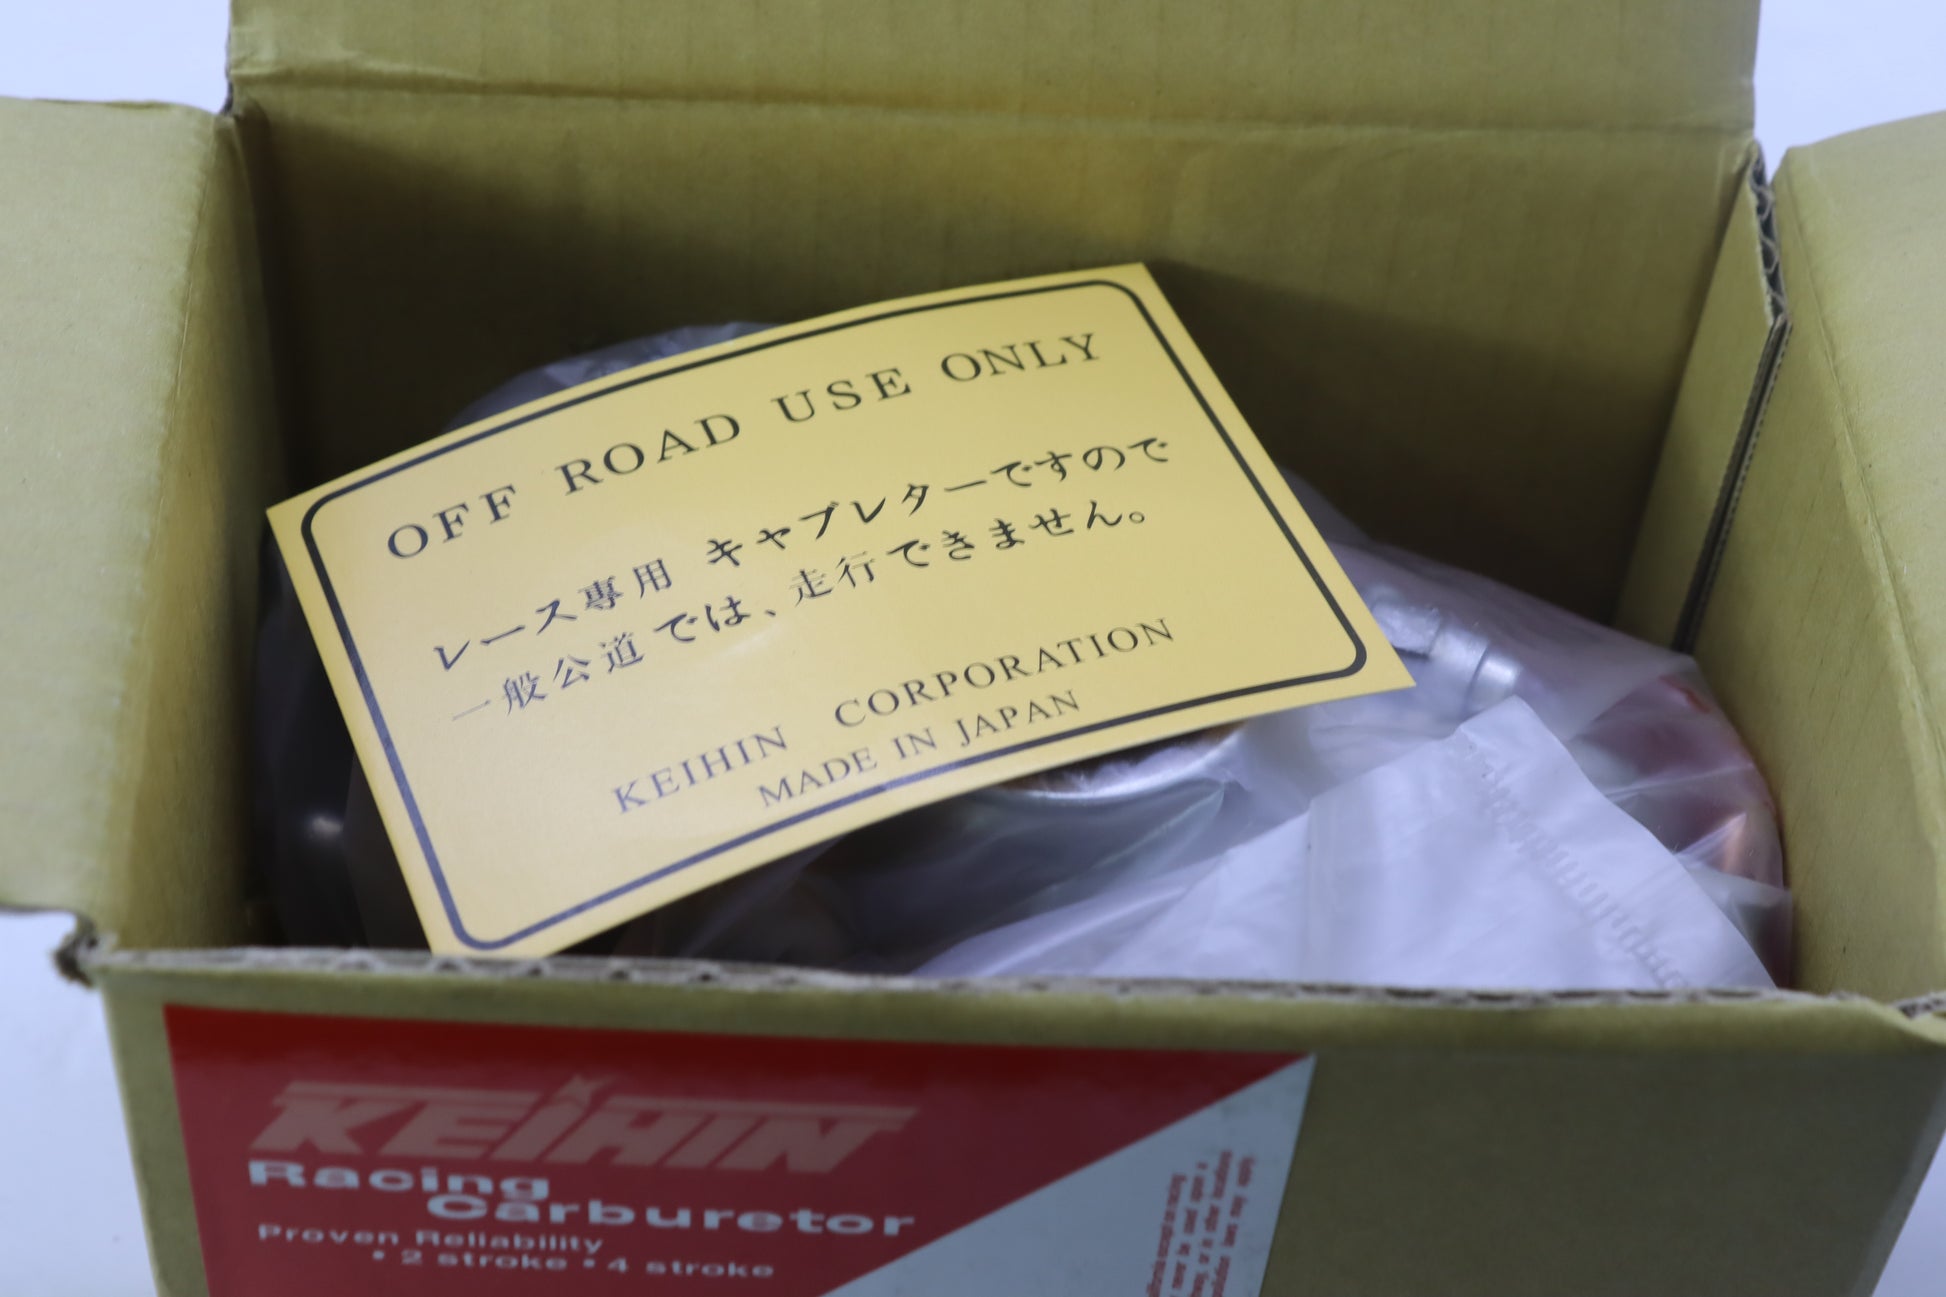 OFF ROAD USE ONLY
レース専用 キャブレターですので
一般公道では、走行できません。
KEIHIN CORPORATION
MADE IN JAPAN
KEIHIN
Racing
Carburetor
Proven Reliability
• 2 stroke • 4 stroke